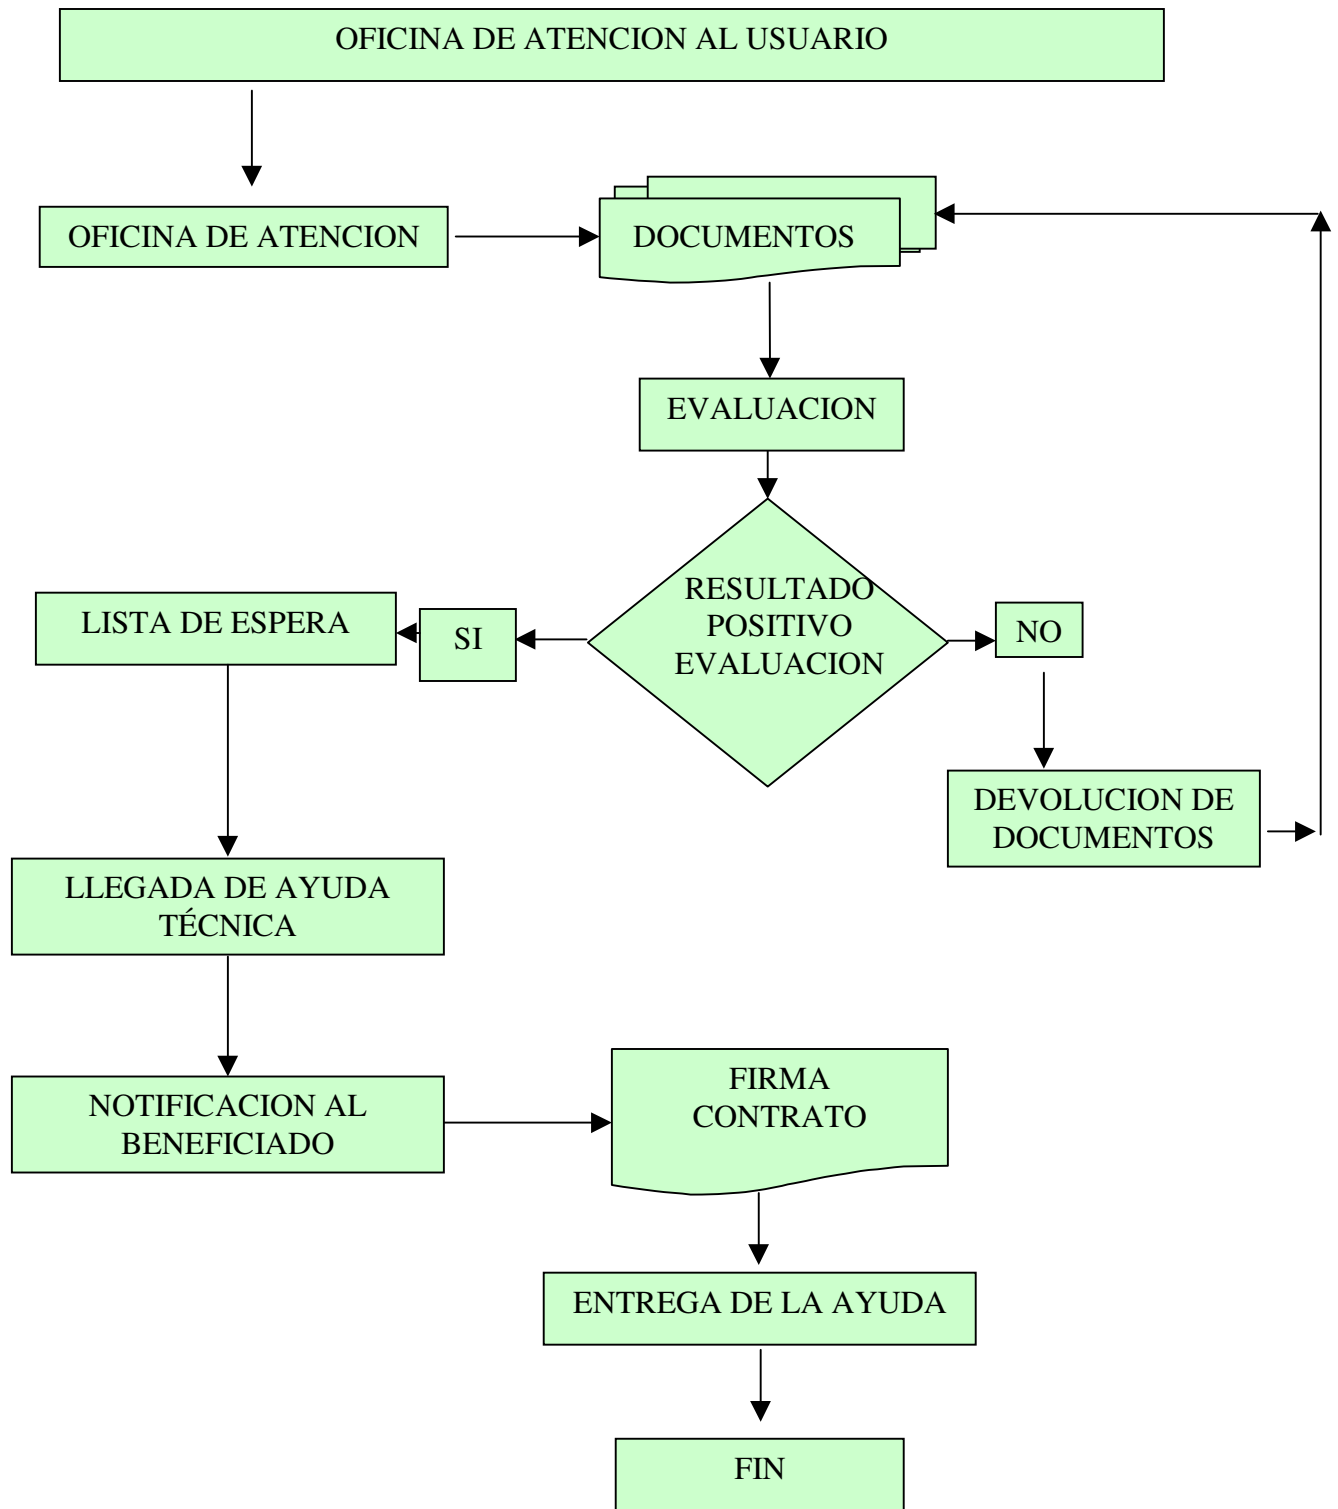 OFICINA DE ATENCION AL USUARIO
OFICINA DE ATENCION
DOCUMENTOS
EVALUACION
RESULTADO
POSITIVO
EVALUACION
LISTA DE ESPERA
SI
NO
DEVOLUCION DE
DOCUMENTOS
LLEGADA DE AYUDA
TÉCNICA
NOTIFICACION AL
BENEFICIADO
FIRMA
CONTRATO
ENTREGA DE LA AYUDA
FIN